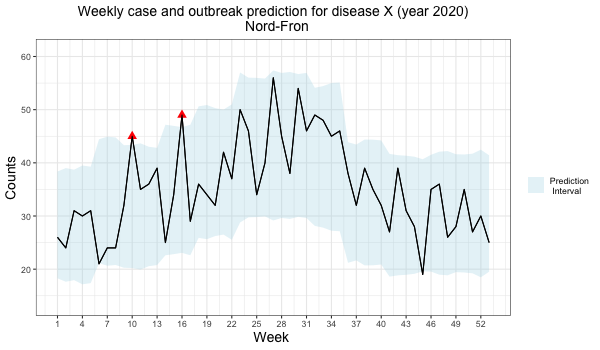 Weekly case and outbreak prediction for disease X (year 2020)
Nord-Fron
60
50
40
30
20
Counts
1 4 7 10 13 16 19 22 25 28 31 34 37 40 43 46 49 52
Week
Prediction
Interval